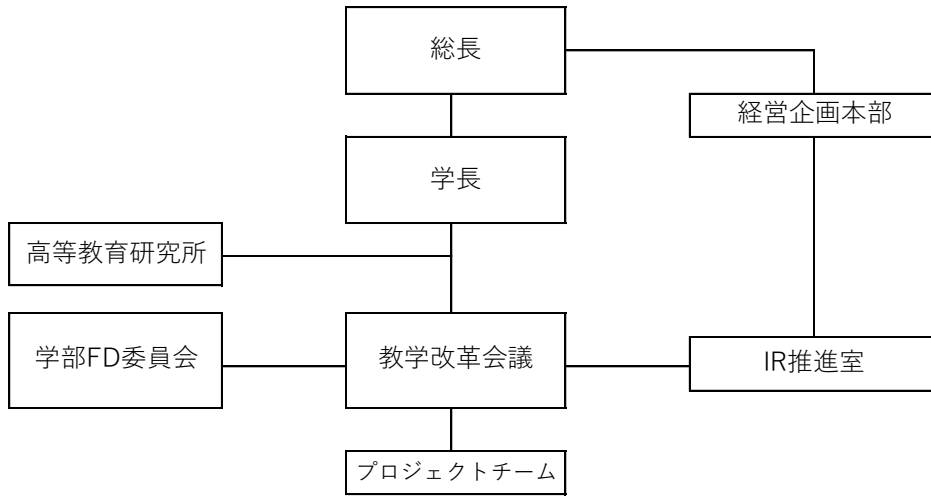 総長
経営企画本部
学長
高等教育研究所
学部FD委員会
教学改革会議
IR推進室
プロジェクトチーム